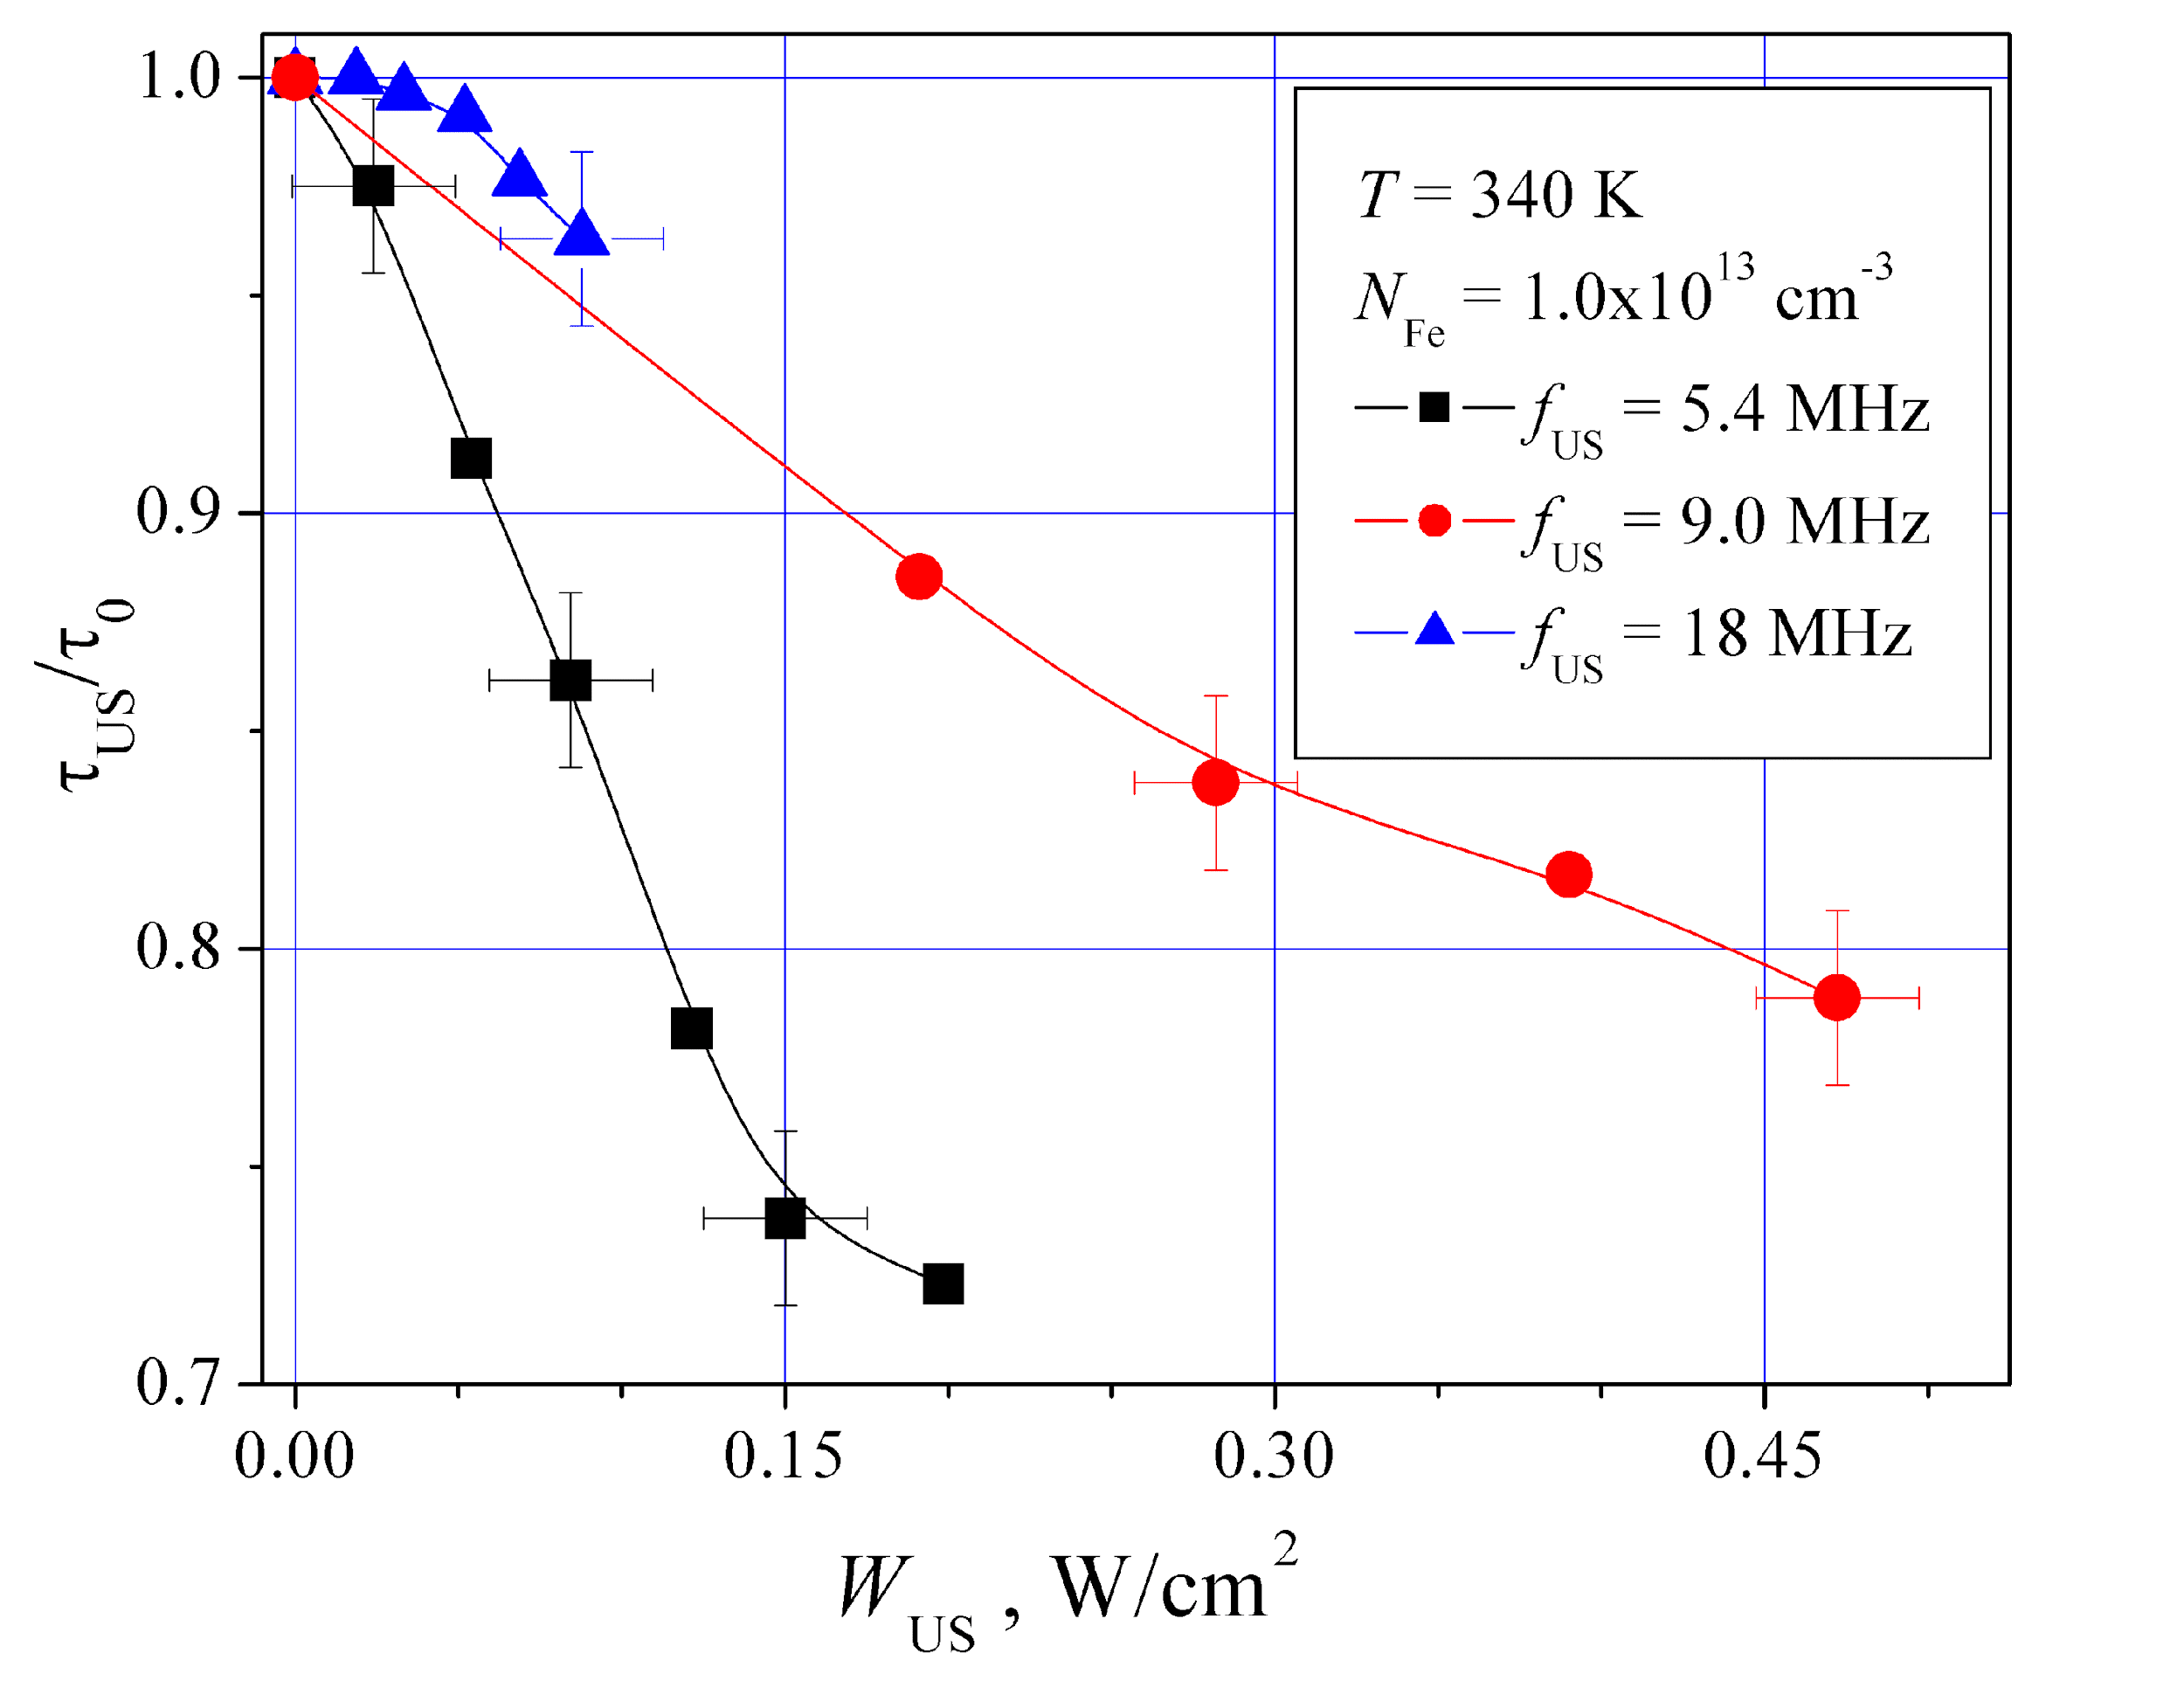 1.0
0.9
0.8
0.7
τUS/τ0
T = 340 K
NFe = 1.0x10^13 cm^-3
fUS = 5.4 MHz
fUS = 9.0 MHz
fUS = 18 MHz
0.00 0.15 0.30 0.45
WUS , W/cm^2